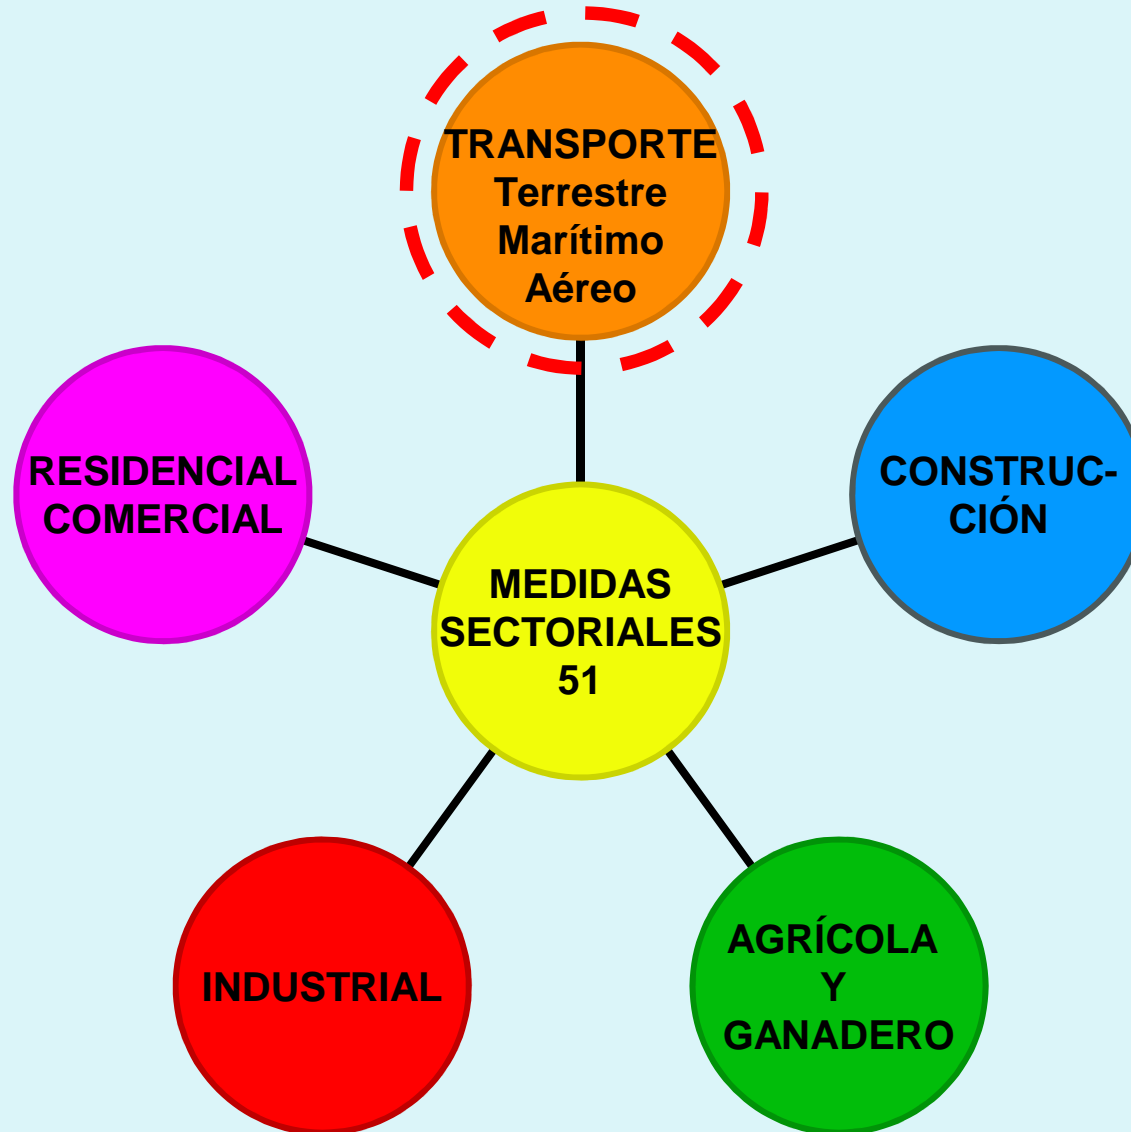 TRANSPORTE
Terrestre
Marítimo
Aéreo
RESIDENCIAL
COMERCIAL
CONSTRUC-
CIÓN
MEDIDAS
SECTORIALES
51
INDUSTRIAL
AGRÍCOLA
Y
GANADERO